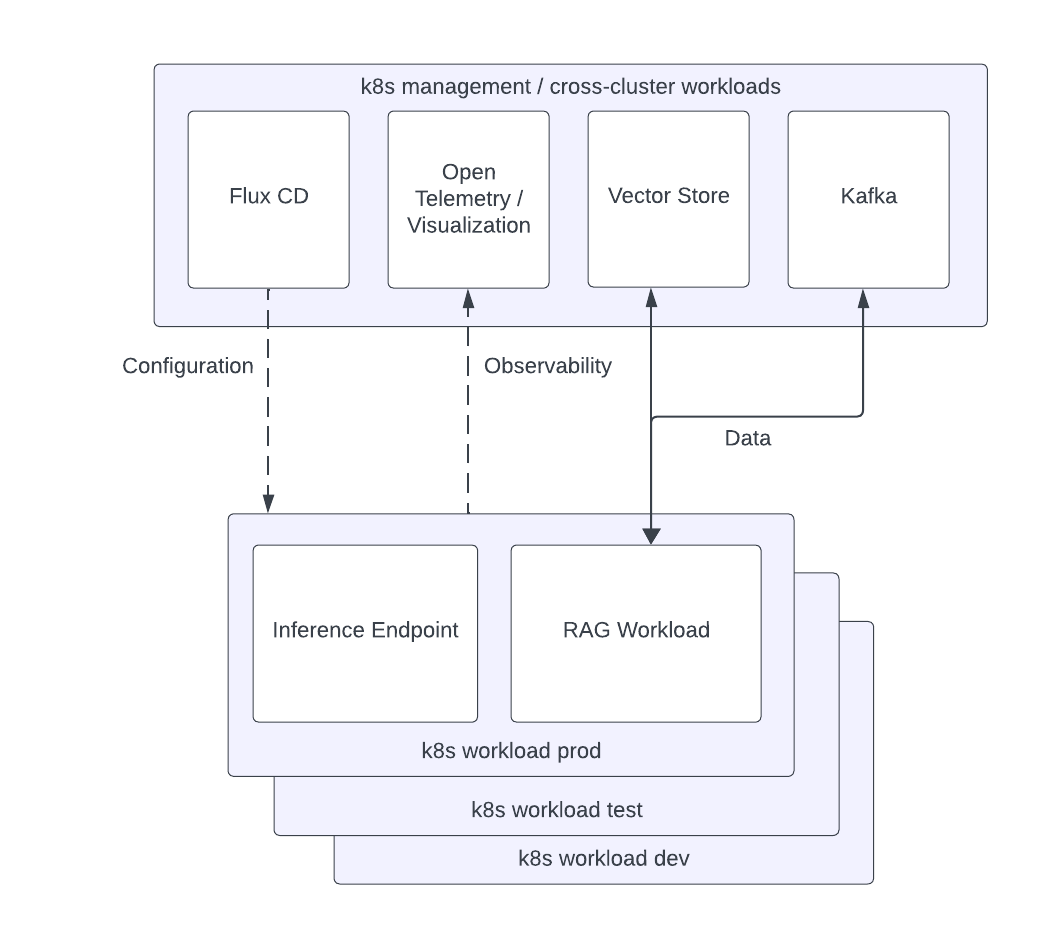 k8s management / cross-cluster workloads
Flux CD
Open
Telemetry /
Visualization
Vector Store
Kafka
Configuration
Observability
Data
Inference Endpoint
RAG Workload
k8s workload prod
k8s workload test
k8s workload dev